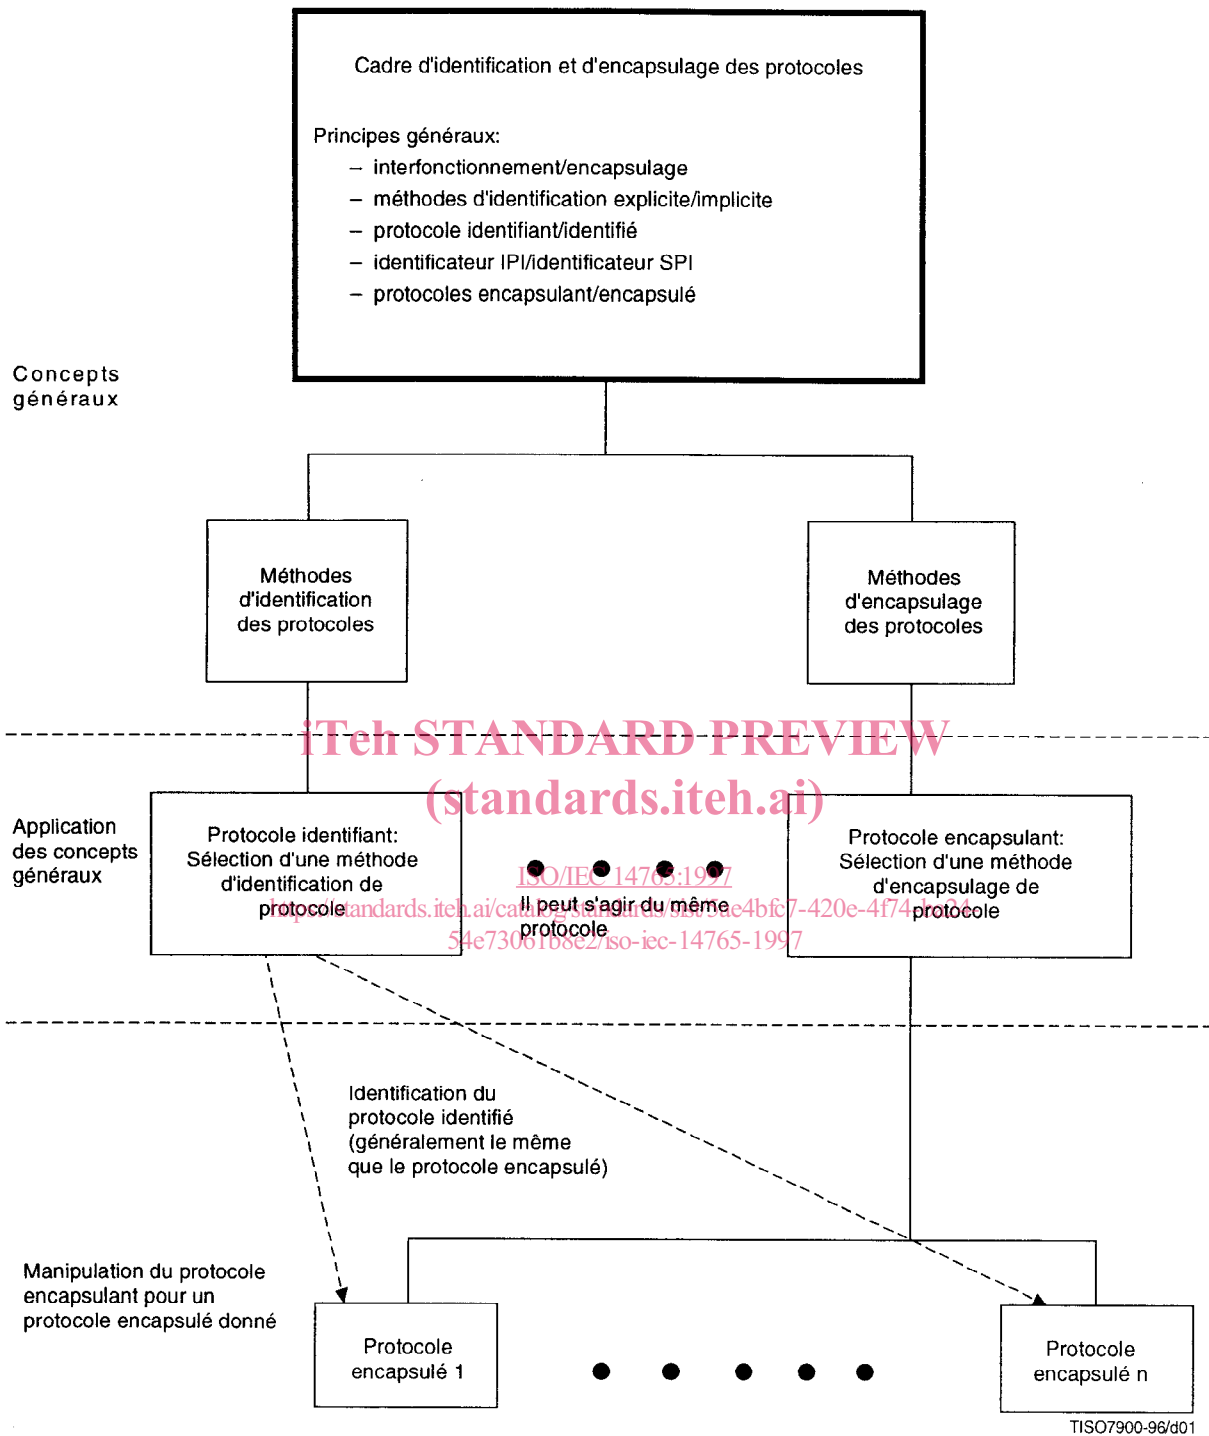 Cadre d'identification et d'encapsulage des protocoles
Principes généraux:
– interfonctionnement/encapsulage
– méthodes d'identification explicite/implicite
– protocole identifiant/identifié
– identificateur IPI/identificateur SPI
– protocoles encapsulant/encapsulé
Concepts
généraux
Méthodes
d'identification
des protocoles
Méthodes
d'encapsulage
des protocoles
iTeh STANDARD PREVIEW
(standards.iteh.ai)
Application
des concepts
généraux
Protocole identifiant:
Sélection d'une méthode
d'identification de
protocole
ISO/IEC 14765:1997
Il peut s'agir du même
protocole
54e73061b8e2/iso-iec-14765-1997
Protocole encapsulant:
Sélection d'une méthode
d'encapsulage de
protocole
Identification du
protocole identifié
(généralement le même
que le protocole encapsulé)
Manipulation du protocole
encapsulant pour un
protocole encapsulé donné
Protocole
encapsulé 1
Protocole
encapsulé n
TISO7900-96/d01